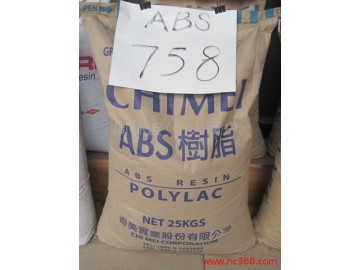 OPEN
ABS
758
CHIMEI
ABS樹脂
ABS RESIN
POLYLAC
NET 25KGS
奇美實業股份有限公司
CHI MEI CORPORATION
www.hc360.com